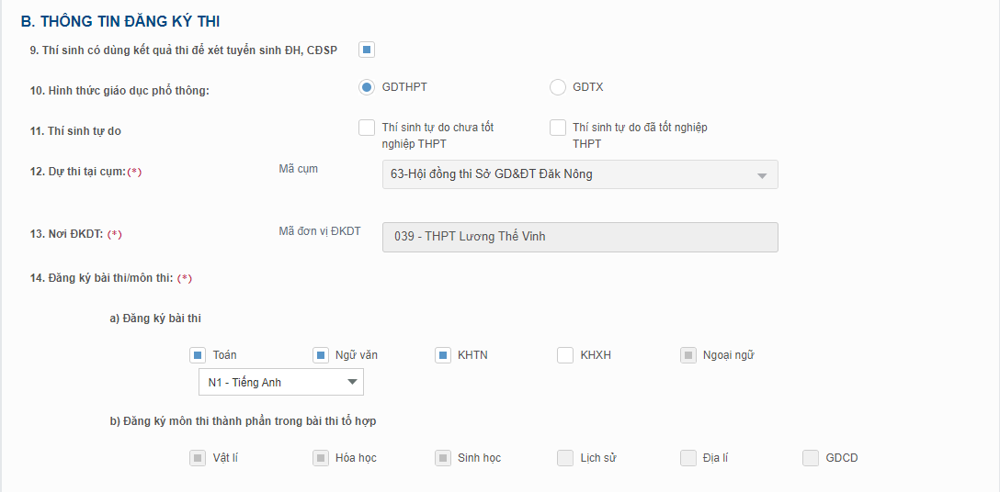 B. THÔNG TIN ĐĂNG KÝ THI
9. Thí sinh có dùng kết quả thi để xét tuyển sinh ĐH, CĐSP
10. Hình thức giáo dục phổ thông:
GDTHPT
GDTX
11. Thí sinh tự do
Thí sinh tự do chưa tốt
nghiệp THPT
Thí sinh tự do đã tốt nghiệp
THPT
12. Dự thi tại cụm:(*)
Mã cụm
63-Hội đồng thi Sở GD&ĐT Đăk Nông
13. Nơi ĐKDT: (*)
Mã đơn vị ĐKDT
039 - THPT Lương Thế Vinh
14. Đăng ký bài thi/môn thi: (*)
a) Đăng ký bài thi
Toán
Ngữ văn
KHTN
KHXH
Ngoại ngữ
N1 - Tiếng Anh
b) Đăng ký môn thi thành phần trong bài thi tổ hợp
Vật lí
Hóa học
Sinh học
Lịch sử
Địa lí
GDCD